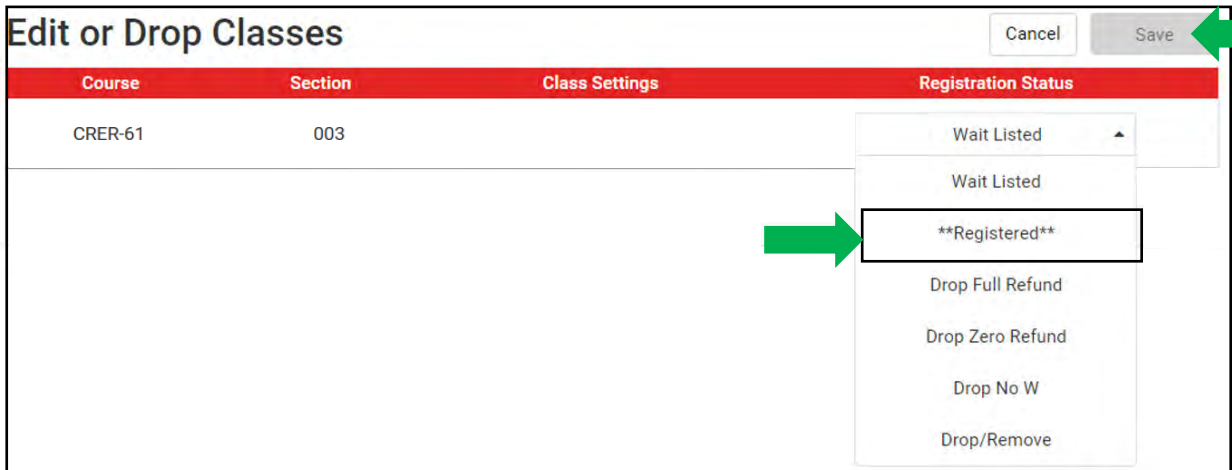 Edit or Drop Classes Cancel Save
Course Section Class Settings Registration Status
CRER-61 003 Wait Listed
Wait Listed
**Registered**
Drop Full Refund
Drop Zero Refund
Drop No W
Drop/Remove